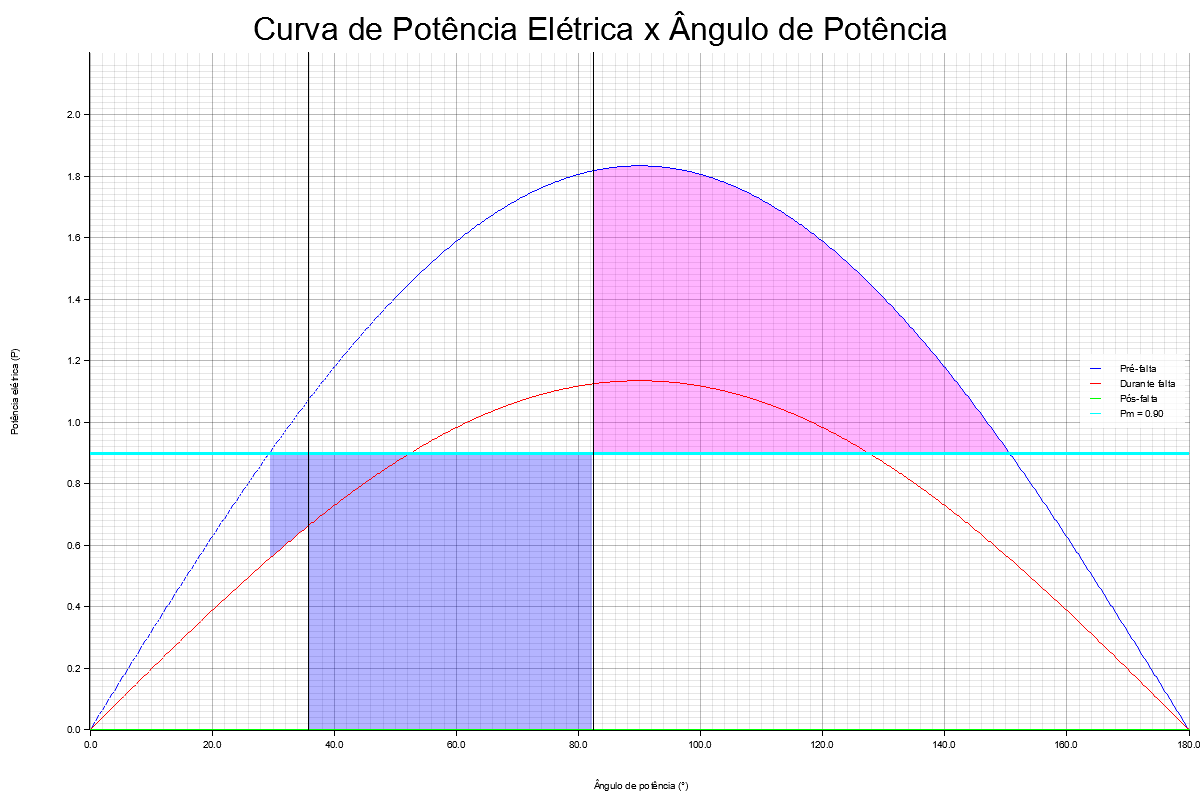 Curva de Potência Elétrica x Ângulo de Potência
2.0
1.8
1.6
1.4
1.2
1.0
0.8
0.6
0.4
0.2
0.0
Potência elétrica (P)
Pré-falta
Durante falta
Pós-falta
Pm = 0.90
0.0 20.0 40.0 60.0 80.0 100.0 120.0 140.0 160.0 180.0
Ângulo de potência (°)